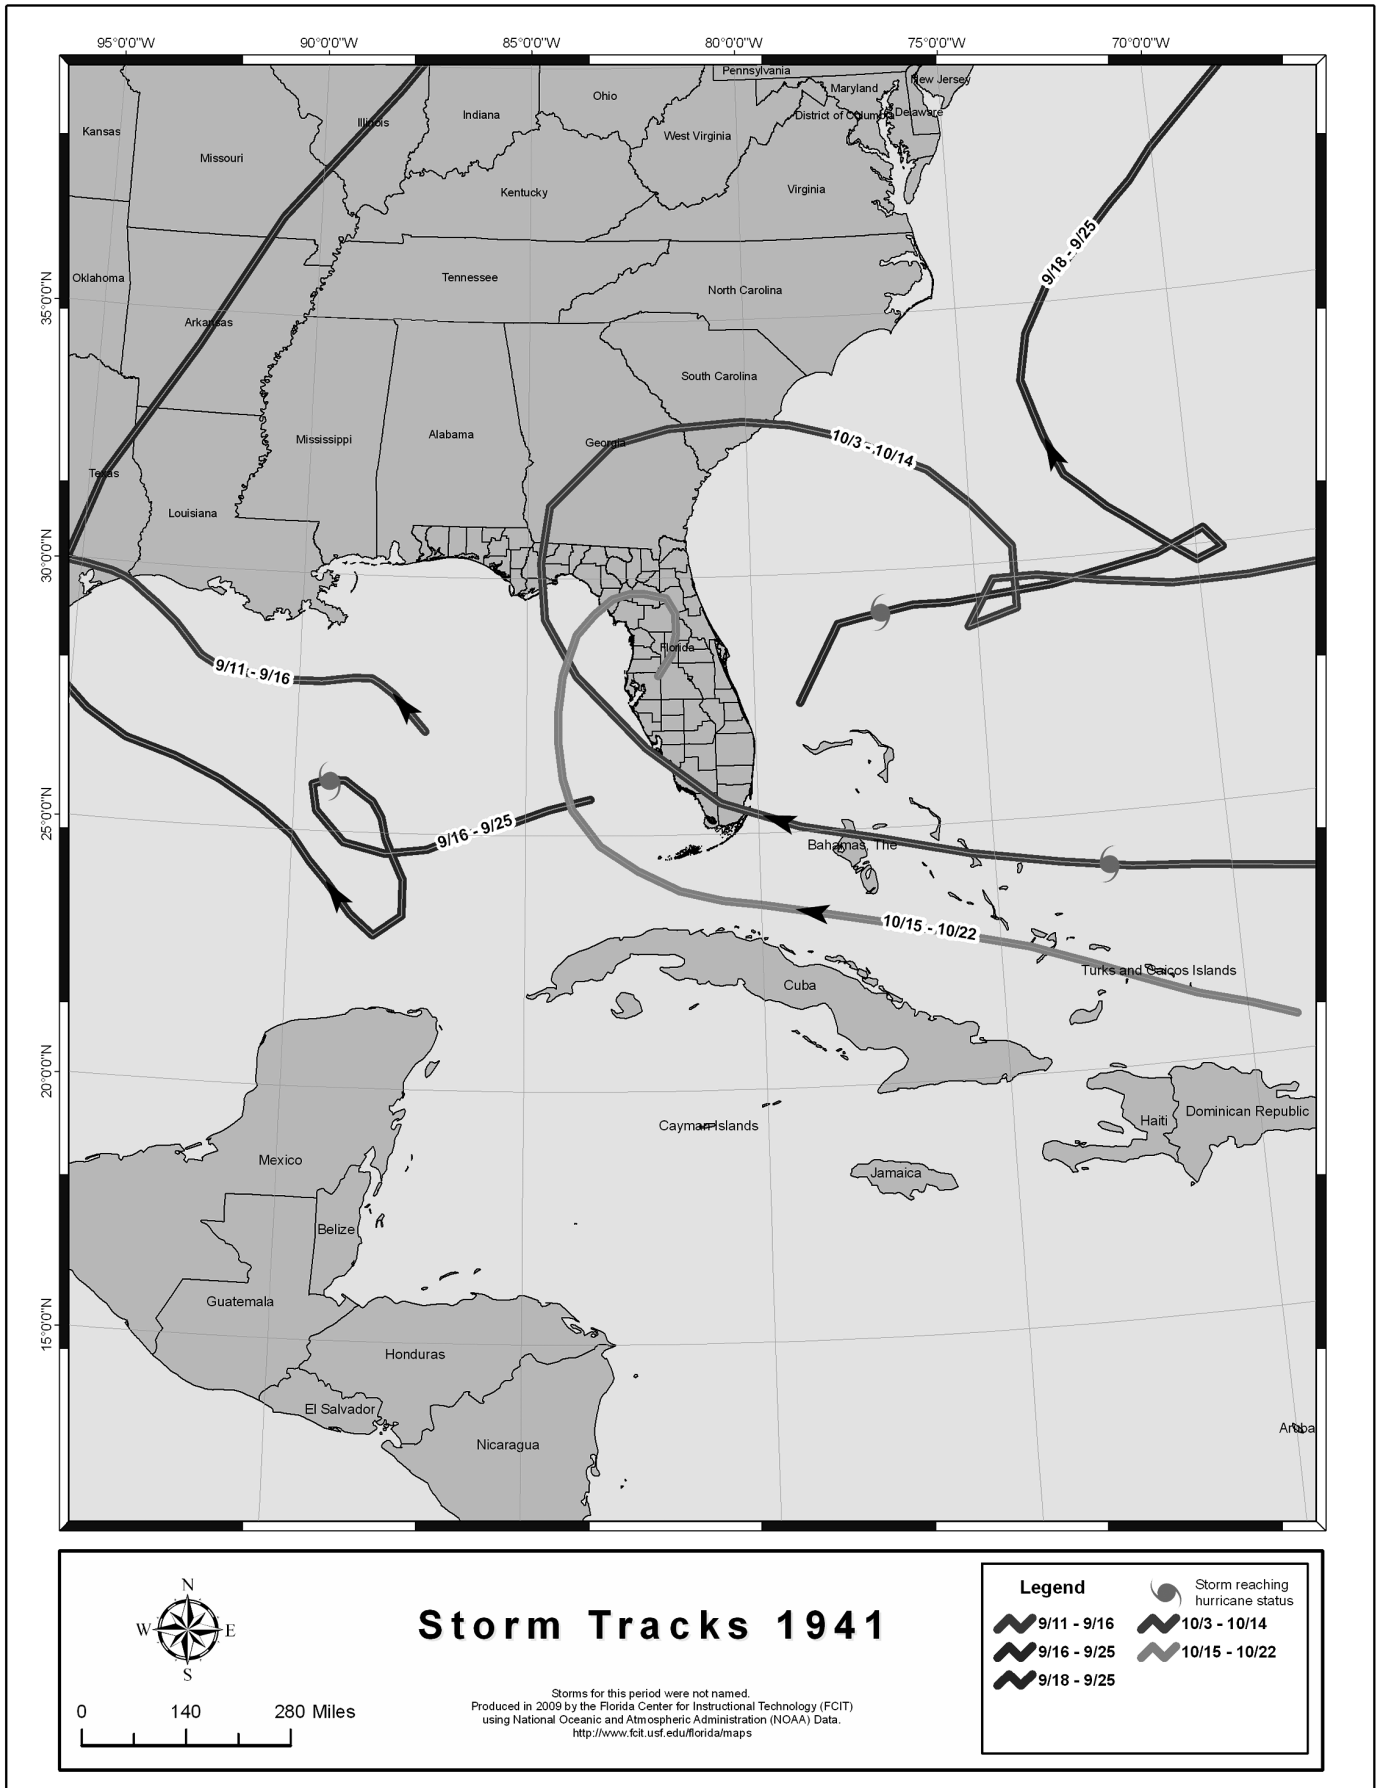 95°0'0"W
90°0'0"W
85°0'0"W
80°0'0"W
75°0'0"W
70°0'0"W
Pennsylvania
New Jersey
Ohio
Maryland
Indiana
District of Columbia
Delaware
Illinois
Kansas
West Virginia
Missouri
Kentucky
Virginia
9/18 - 9/25
Oklahoma
Tennessee
North Carolina
35°0'0"N
Arkansas
South Carolina
Mississippi
Alabama
Georgia
10/3 - 10/14
Texas
Louisiana
30°0'0"N
Florida
9/11 - 9/16
25°0'0"N
9/16 - 9/25
Bahamas, The
10/15 - 10/22
Turks and Caicos Islands
Cuba
20°0'0"N
Cayman Islands
Haiti
Dominican Republic
Mexico
Jamaica
Belize
Guatemala
15°0'0"N
Honduras
El Salvador
Nicaragua
Aruba
N
W
E
S
0
140
280 Miles
Storm Tracks 1941
Storms for this period were not named.
Produced in 2009 by the Florida Center for Instructional Technology (FCIT)
using National Oceanic and Atmospheric Administration (NOAA) Data.
http://www.fcit.usf.edu/florida/maps
Legend
Storm reaching
hurricane status
9/11 - 9/16
10/3 - 10/14
9/16 - 9/25
10/15 - 10/22
9/18 - 9/25